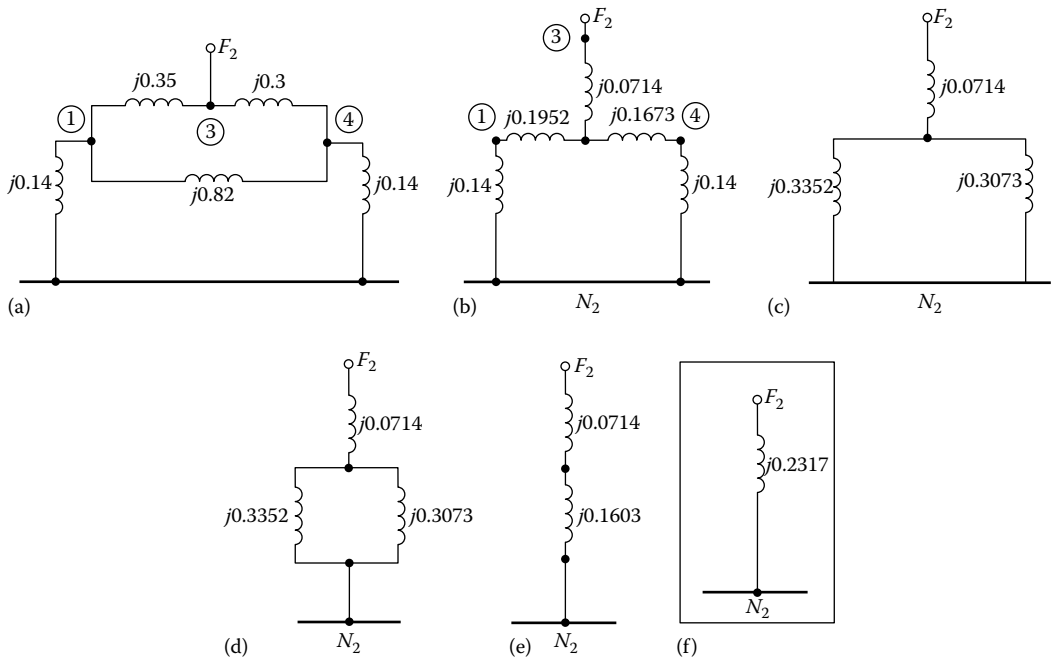 F2
j0.35
j0.3
1
3
4
j0.14
j0.82
j0.14
(a)
F2
3
j0.0714
1
j0.1952
j0.1673
4
j0.14
j0.14
N2
(b)
F2
j0.0714
j0.3352
j0.3073
N2
(c)
F2
j0.0714
j0.3352
j0.3073
N2
(d)
F2
j0.0714
j0.1603
N2
(e)
F2
j0.2317
N2
(f)